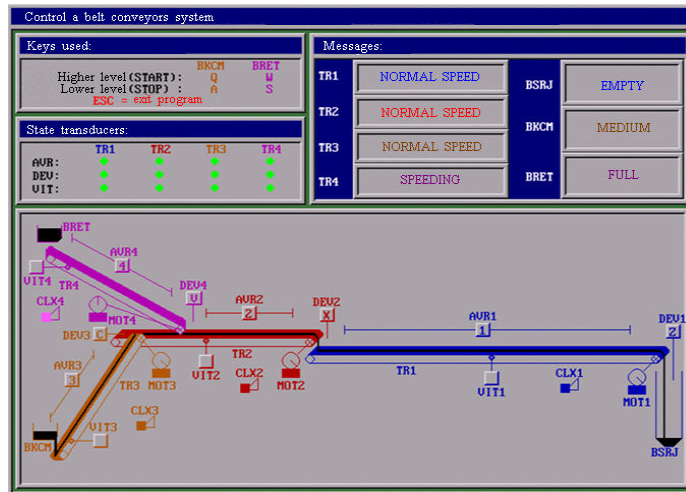 Control a belt conveyors system
Keys used:
BKCM BRET
Higher level(START): Q W
Lower level(STOP) : A S
ESC = exit program
State transducers:
TR1 TR2 TR3 TR4
AVR:
DEV:
VIT:
Messages:
TR1 NORMAL SPEED
TR2 NORMAL SPEED
TR3 NORMAL SPEED
TR4 SPEEDING
BSRJ EMPTY
BKCM MEDIUM
BRET FULL
BRET
AVR4
4
VIT4
TR4
DEV4
V
CLX4
MOT4
AVR2
2
DEV2
X
DEV3 C
TR2
VIT2
MOT2
CLX2
AVR3
3
TR3
MOT3
CLX3
VIT3
BKCM
AVR1
1
DEV1
Z
TR1
VIT1
CLX1
MOT1
BSRJ